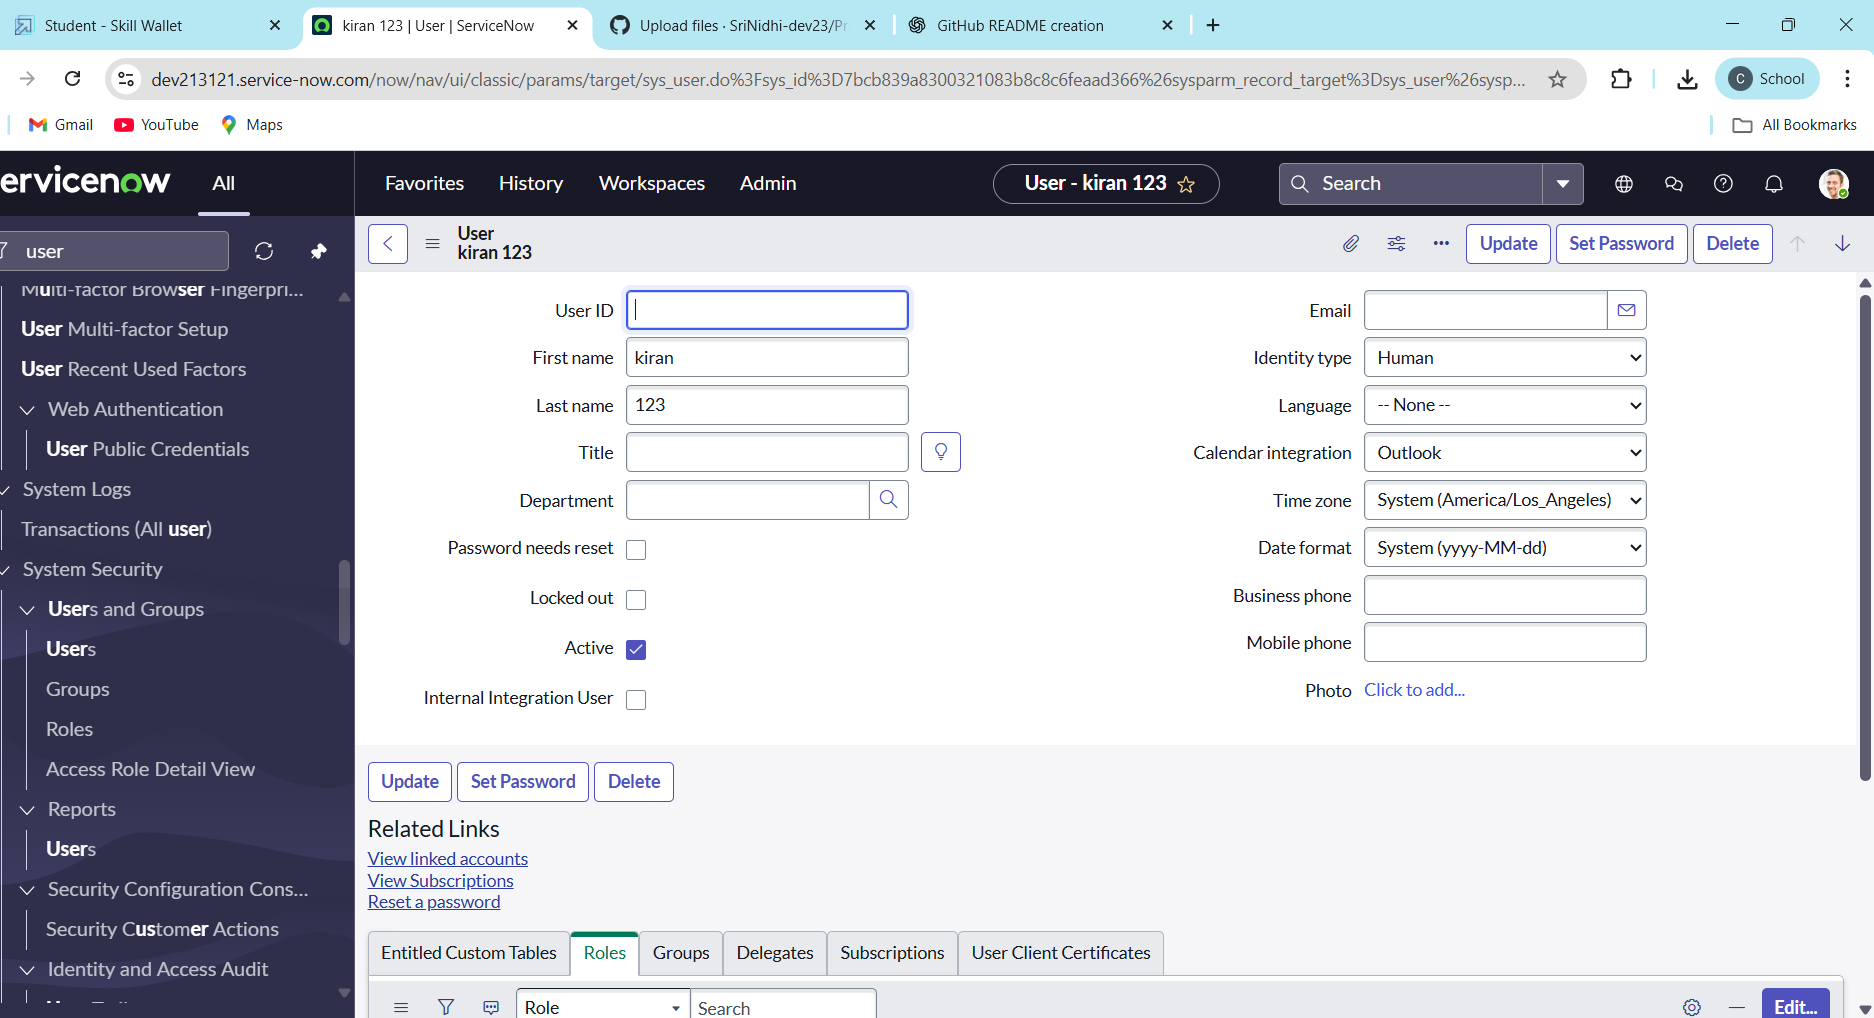 Student - Skill Wallet
kiran 123 | User | ServiceNow
Upload files · SriNidhi-dev23/Pr
GitHub README creation
dev213121.service-now.com/now/nav/ui/classic/params/target/sys_user.do%3Fsys_id%3D7bcb839a8300321083b8c8c6feaad366%26sysparm_record_target%3Dsys_user%26sysp...
C School
Gmail YouTube Maps All Bookmarks
ervicenow All Favorites History Workspaces Admin User - kiran 123 Search
user
User
kiran 123
Update Set Password Delete
Multi-factor Browser Fingerpri...
User Multi-factor Setup
User Recent Used Factors
Web Authentication
User Public Credentials
System Logs
Transactions (All user)
System Security
Users and Groups
Users
Groups
Roles
Access Role Detail View
Reports
Users
Security Configuration Cons...
Security Customer Actions
Identity and Access Audit
User ID
First name kiran
Last name 123
Title
Department
Password needs reset
Locked out
Active
Internal Integration User
Email
Identity type Human
Language -- None --
Calendar integration Outlook
Time zone System (America/Los_Angeles)
Date format System (yyyy-MM-dd)
Business phone
Mobile phone
Photo Click to add...
Update Set Password Delete
Related Links
View linked accounts
View Subscriptions
Reset a password
Entitled Custom Tables Roles Groups Delegates Subscriptions User Client Certificates
Role Search Edit...